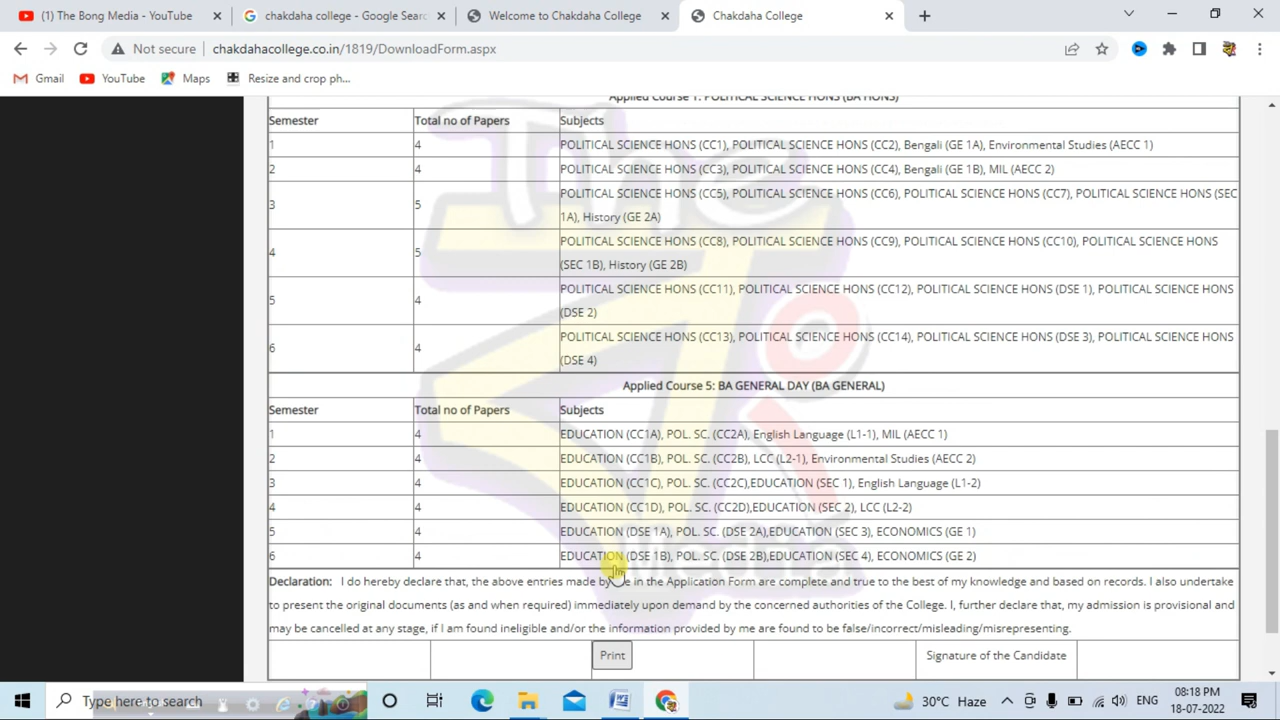 (1) The Bong Media - YouTube
chakdaha college - Google Searc
Welcome to Chakdaha College
Chakdaha College
Not secure
chakdahacollege.co.in/1819/DownloadForm.aspx
Gmail
YouTube
Maps
Resize and crop ph...
Applied Course 1: POLITICAL SCIENCE HONS (BA HONS)
Semester
Total no of Papers
Subjects
1
4
POLITICAL SCIENCE HONS (CC1), POLITICAL SCIENCE HONS (CC2), Bengali (GE 1A), Environmental Studies (AECC 1)
2
4
POLITICAL SCIENCE HONS (CC3), POLITICAL SCIENCE HONS (CC4), Bengali (GE 1B), MIL (AECC 2)
3
5
POLITICAL SCIENCE HONS (CC5), POLITICAL SCIENCE HONS (CC6), POLITICAL SCIENCE HONS (CC7), POLITICAL SCIENCE HONS (SEC
1A), History (GE 2A)
4
5
POLITICAL SCIENCE HONS (CC8), POLITICAL SCIENCE HONS (CC9), POLITICAL SCIENCE HONS (CC10), POLITICAL SCIENCE HONS
(SEC 1B), History (GE 2B)
5
4
POLITICAL SCIENCE HONS (CC11), POLITICAL SCIENCE HONS (CC12), POLITICAL SCIENCE HONS (DSE 1), POLITICAL SCIENCE HONS
(DSE 2)
6
4
POLITICAL SCIENCE HONS (CC13), POLITICAL SCIENCE HONS (CC14), POLITICAL SCIENCE HONS (DSE 3), POLITICAL SCIENCE HONS
(DSE 4)
Applied Course 5: BA GENERAL DAY (BA GENERAL)
Semester
Total no of Papers
Subjects
1
4
EDUCATION (CC1A), POL. SC. (CC2A), English Language (L1-1), MIL (AECC 1)
2
4
EDUCATION (CC1B), POL. SC. (CC2B), LCC (L2-1), Environmental Studies (AECC 2)
3
4
EDUCATION (CC1C), POL. SC. (CC2C),EDUCATION (SEC 1), English Language (L1-2)
4
4
EDUCATION (CC1D), POL. SC. (CC2D),EDUCATION (SEC 2), LCC (L2-2)
5
4
EDUCATION (DSE 1A), POL. SC. (DSE 2A),EDUCATION (SEC 3), ECONOMICS (GE 1)
6
4
EDUCATION (DSE 1B), POL. SC. (DSE 2B),EDUCATION (SEC 4), ECONOMICS (GE 2)
Declaration: I do hereby declare that, the above entries made by me in the Application Form are complete and true to the best of my knowledge and based on records. I also undertake
to present the original documents (as and when required) immediately upon demand by the concerned authorities of the College. I, further declare that, my admission is provisional and
may be cancelled at any stage, if I am found ineligible and/or the information provided by me are found to be false/incorrect/misleading/misrepresenting.
Print
Signature of the Candidate
Type here to search
30°C Haze
ENG
08:18 PM
18-07-2022